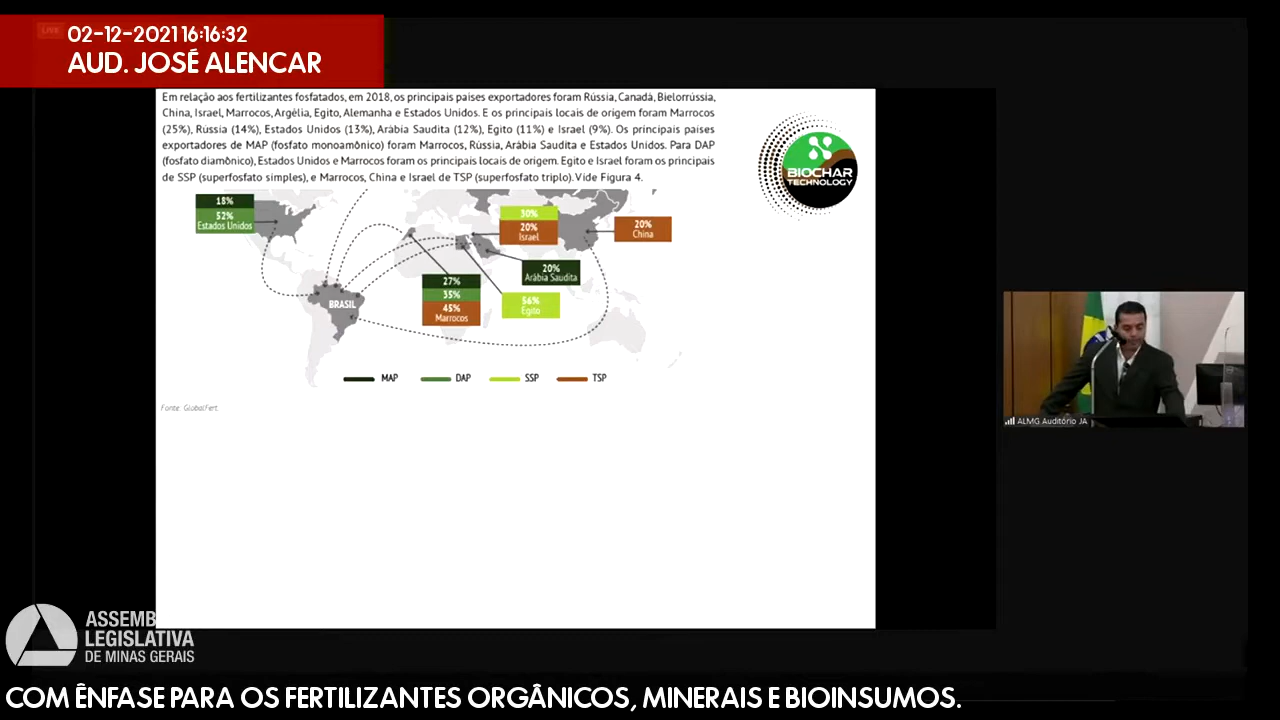 LIVE
02-12-2021 16:16:32
AUD. JOSÉ ALENCAR
Em relação aos fertilizantes fosfatados, em 2018, os principais países exportadores foram Rússia, Canadá, Bielorrússia,
China, Israel, Marrocos, Argélia, Egito, Alemanha e Estados Unidos. E os principais locais de origem foram Marrocos
(25%), Rússia (14%), Estados Unidos (13%), Arábia Saudita (12%), Egito (11%) e Israel (9%). Os principais países
exportadores de MAP (fosfato monoamônico) foram Marrocos, Rússia, Arábia Saudita e Estados Unidos. Para DAP
(fosfato diamônico), Estados Unidos e Marrocos foram os principais locais de origem. Egito e Israel foram os principais
de SSP (superfosfato simples), e Marrocos, China e Israel de TSP (superfosfato triplo). Vide Figura 4.
BIOCHAR
TECHNOLOGY
18%
52%
Estados Unidos
30%
20%
Israel
20%
China
20%
Arábia Saudita
27%
35%
45%
Marrocos
56%
Egito
BRASIL
MAP DAP SSP TSP
Fonte: GlobalFert
ALMG Auditório JA
ASSEMB
LEGISLATIVA
DE MINAS GERAIS
COM ÊNFASE PARA OS FERTILIZANTES ORGÂNICOS, MINERAIS E BIOINSUMOS.